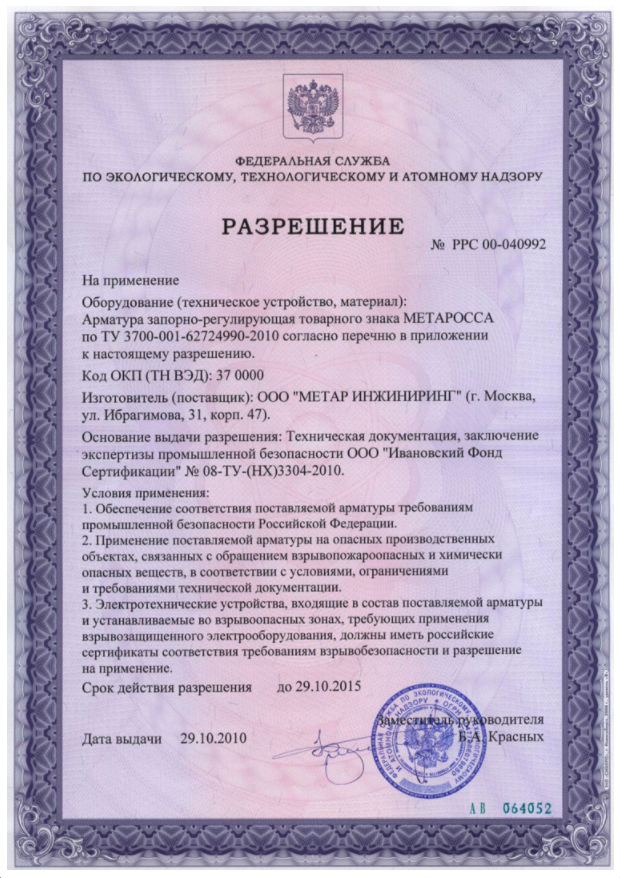 ФЕДЕРАЛЬНАЯ СЛУЖБА
ПО ЭКОЛОГИЧЕСКОМУ, ТЕХНОЛОГИЧЕСКОМУ И АТОМНОМУ НАДЗОРУ
РАЗРЕШЕНИЕ
№ РРС 00-040992
На применение
Оборудование (техническое устройство, материал):
Арматура запорно-регулирующая товарного знака МЕТАРОССА
по ТУ 3700-001-62724990-2010 согласно перечню в приложении
к настоящему разрешению.
Код ОКП (ТН ВЭД): 37 0000
Изготовитель (поставщик): ООО "МЕТАР ИНЖИНИРИНГ" (г. Москва,
ул. Ибрагимова, 31, корп. 47).
Основание выдачи разрешения: Техническая документация, заключение
экспертизы промышленной безопасности ООО "Ивановский Фонд
Сертификации" № 08-ТУ-(НХ)3304-2010.
Условия применения:
1. Обеспечение соответствия поставляемой арматуры требованиям
промышленной безопасности Российской Федерации.
2. Применение поставляемой арматуры на опасных производственных
объектах, связанных с обращением взрывопожароопасных и химически
опасных веществ, в соответствии с условиями, ограничениями
и требованиями технической документации.
3. Электротехнические устройства, входящие в состав поставляемой арматуры
и устанавливаемые во взрывоопасных зонах, требующих применения
взрывозащищенного электрооборудования, должны иметь российские
сертификаты соответствия требованиям взрывобезопасности и разрешение
на применение.
Срок действия разрешения до 29.10.2015
Заместитель руководителя
Дата выдачи 29.10.2010 Б.А. Красных
АВ 064052